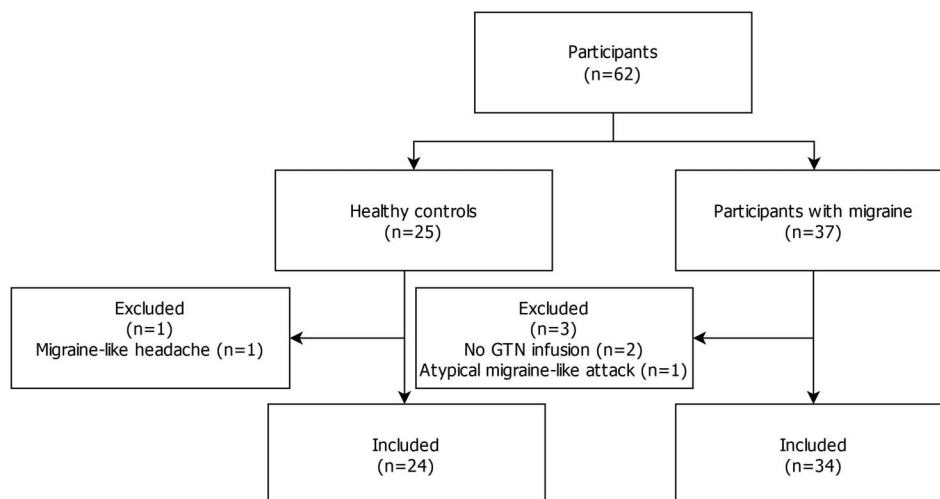 Participants
(n=62)
Healthy controls
(n=25)
Participants with migraine
(n=37)
Excluded
(n=1)
Migraine-like headache (n=1)
Excluded
(n=3)
No GTN infusion (n=2)
Atypical migraine-like attack (n=1)
Included
(n=24)
Included
(n=34)